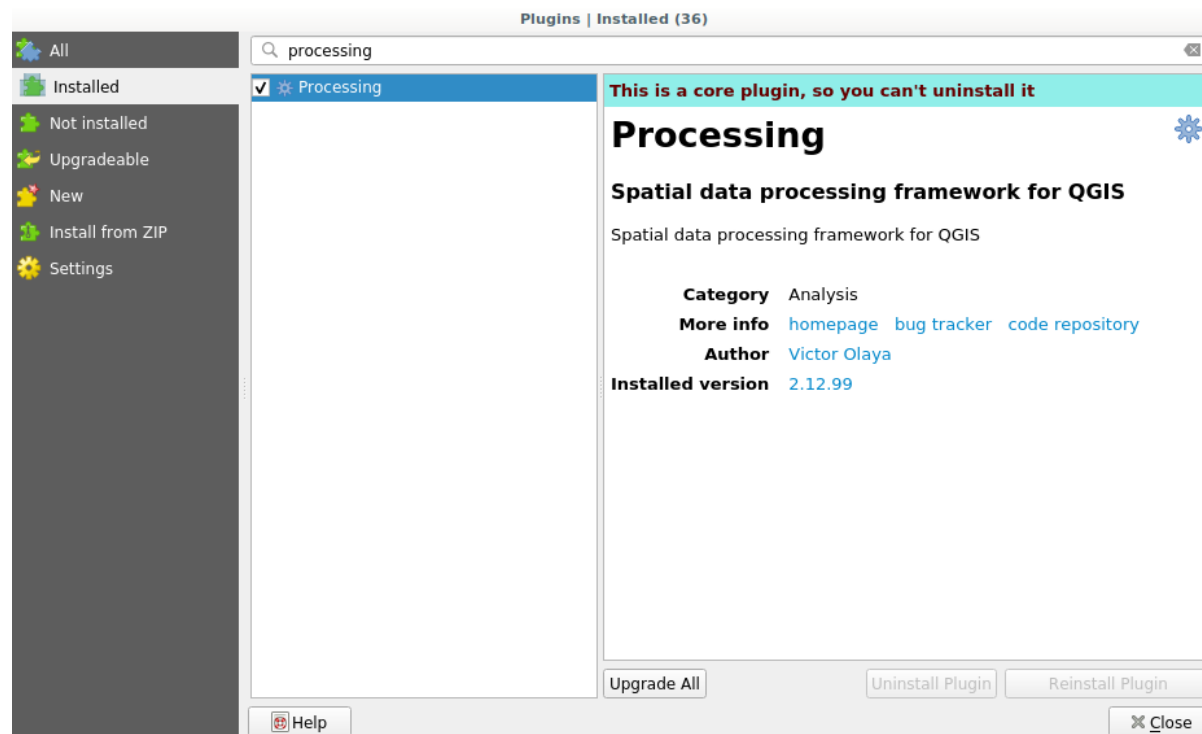 Plugins | Installed (36)
All
Installed
Not installed
Upgradeable
New
Install from ZIP
Settings
processing
Processing
This is a core plugin, so you can't uninstall it
Processing
Spatial data processing framework for QGIS
Spatial data processing framework for QGIS
Category Analysis
More info homepage bug tracker code repository
Author Victor Olaya
Installed version 2.12.99
Upgrade All Uninstall Plugin Reinstall Plugin
Help Close